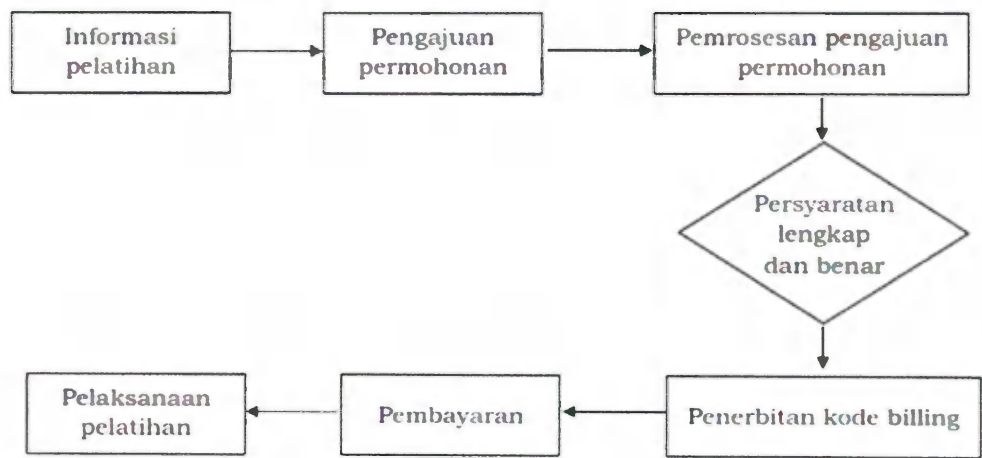 Informasi
pelatihan
Pengajuan
permohonan
Pemrosesan pengajuan
permohonan
Persyaratan
lengkap
dan benar
Penerbitan kode billing
Pembayaran
Pelaksanaan
pelatihan